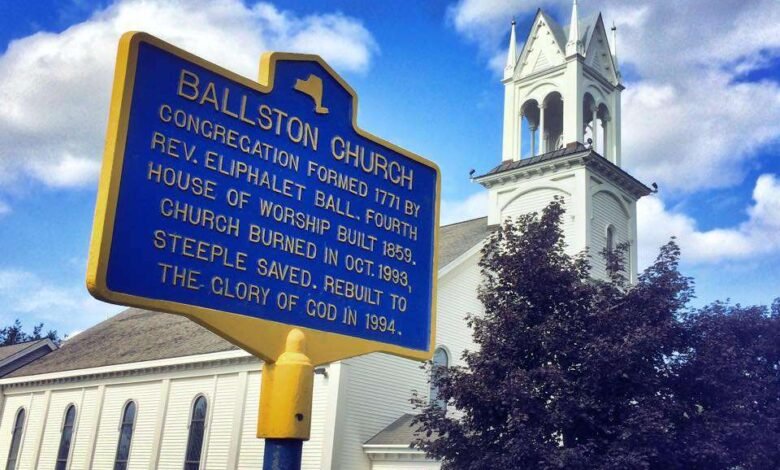 BALLSTON CHURCH
CONGREGATION FORMED 1771 BY
REV. ELIPHALET BALL. FOURTH
HOUSE OF WORSHIP BUILT 1859.
CHURCH BURNED IN OCT. 1993,
STEEPLE SAVED. REBUILT TO
THE GLORY OF GOD IN 1994.